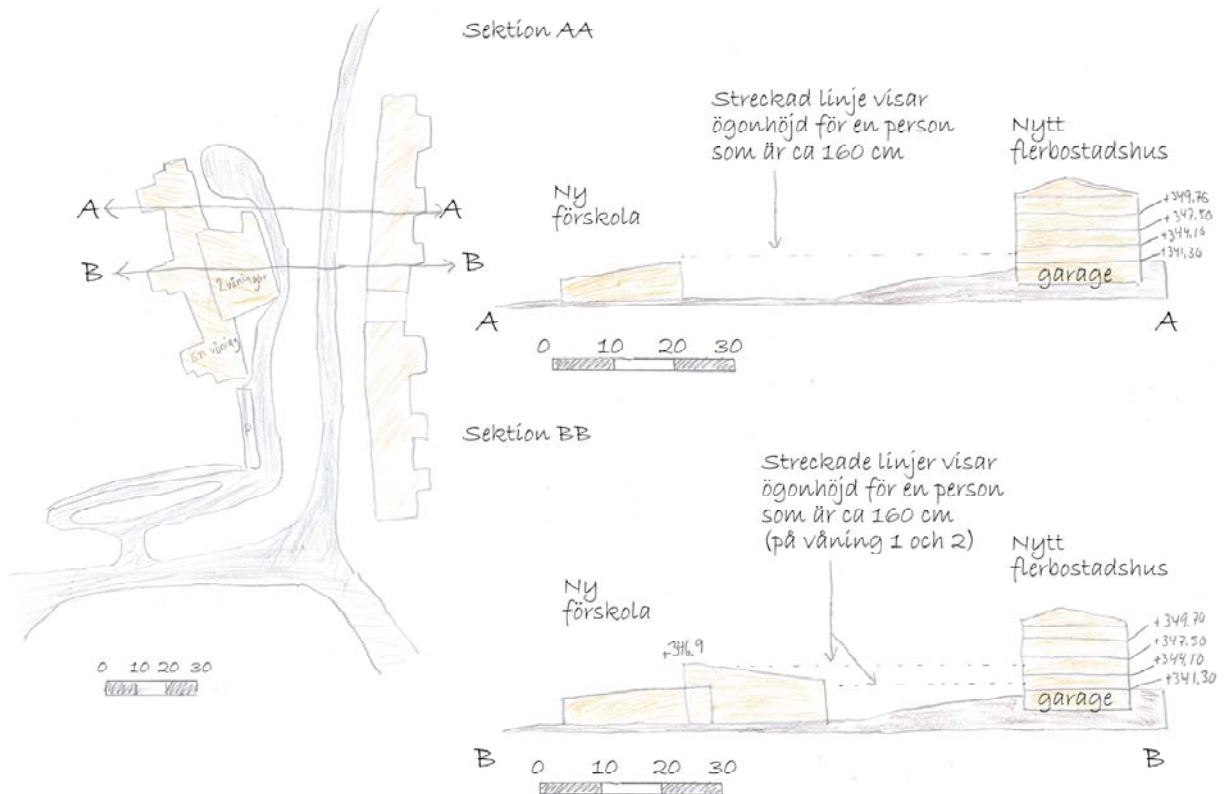 A
A
B
B
2 våningar
En våning
P
0 10 20 30
Sektion AA
Streckad linje visar
ögonhöjd för en person
som är ca 160 cm
Ny
förskola
Nytt
flerbostadshus
+349.76
+347.50
+344.10
+341.30
garage
A
A
0 10 20 30
Sektion BB
Streckade linjer visar
ögonhöjd för en person
som är ca 160 cm
(på våning 1 och 2)
Ny
förskola
+346.9
Nytt
flerbostadshus
+349.70
+347.50
+344.10
+341.30
garage
B
B
0 10 20 30